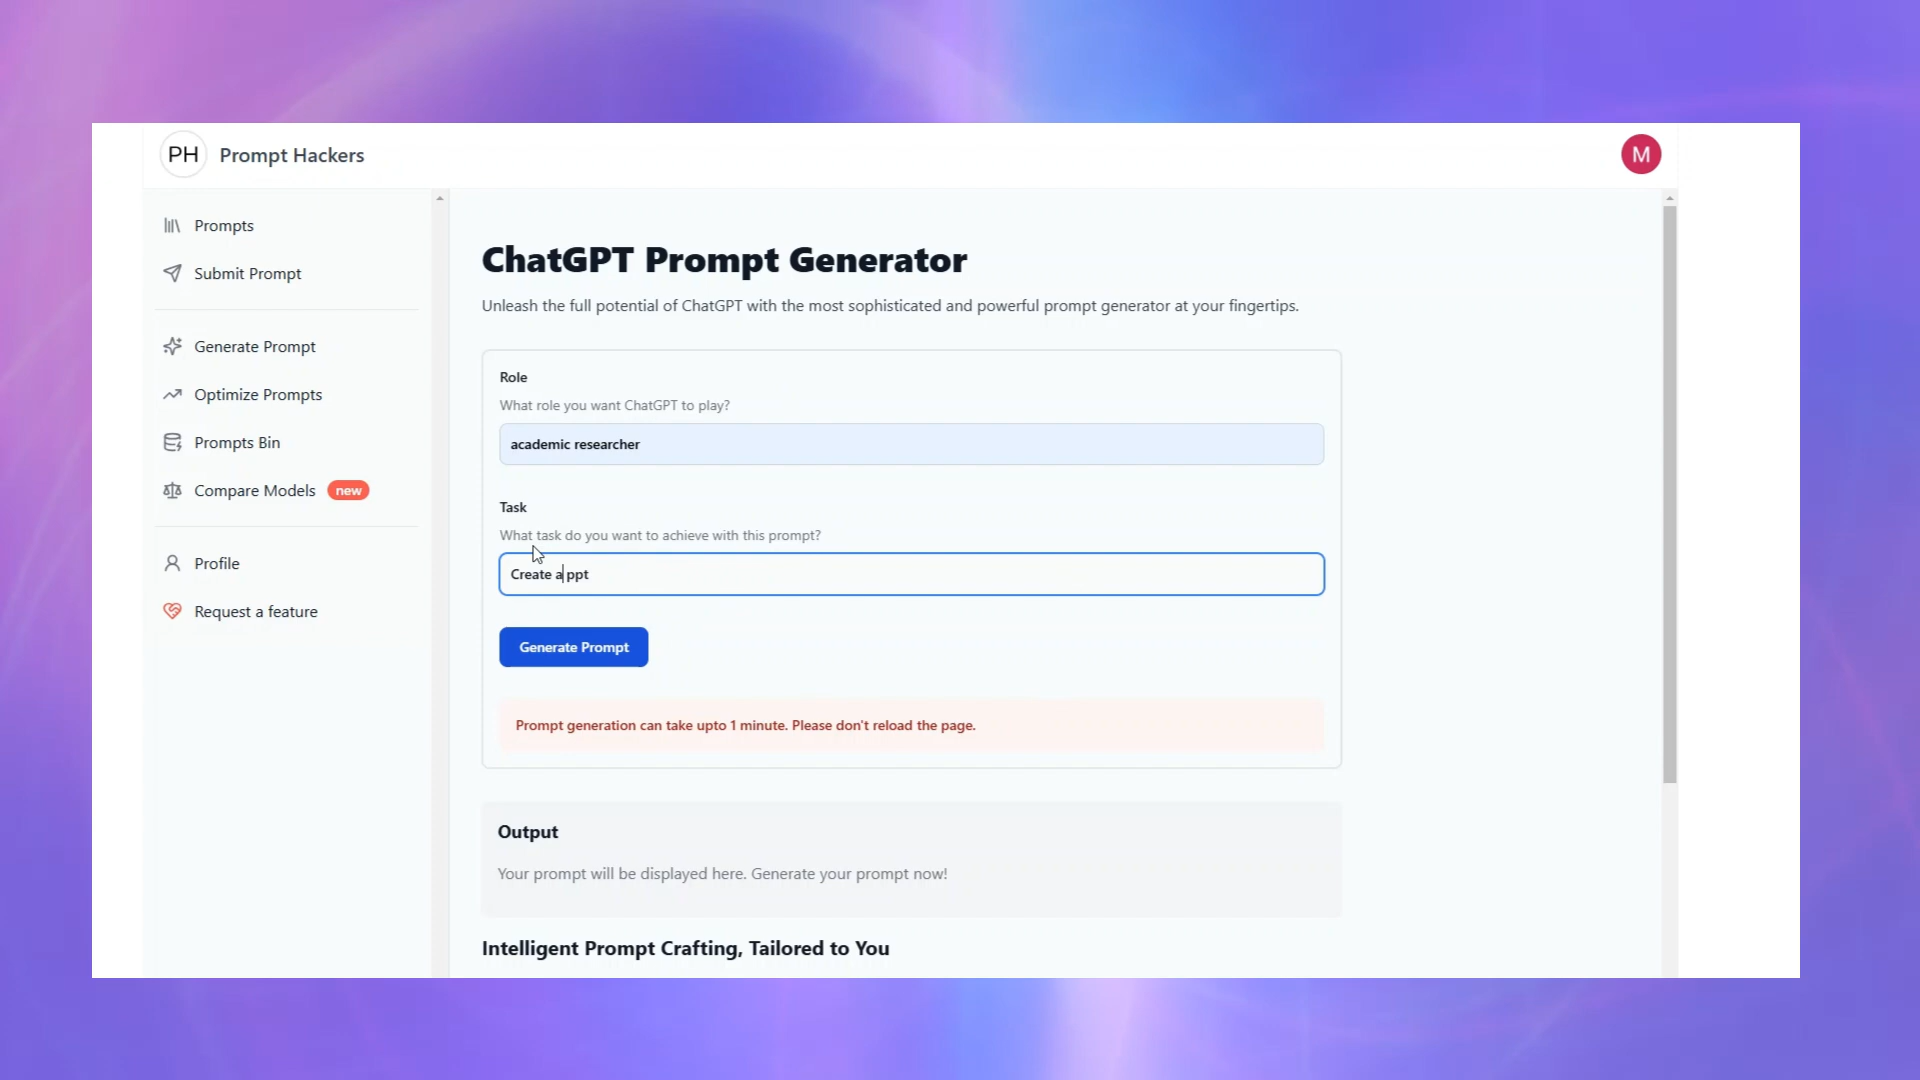 PH Prompt Hackers
M
Prompts
Submit Prompt
Generate Prompt
Optimize Prompts
Prompts Bin
Compare Models new
Profile
Request a feature
ChatGPT Prompt Generator
Unleash the full potential of ChatGPT with the most sophisticated and powerful prompt generator at your fingertips.
Role
What role you want ChatGPT to play?
academic researcher
Task
What task do you want to achieve with this prompt?
Create a ppt
Generate Prompt
Prompt generation can take upto 1 minute. Please don't reload the page.
Output
Your prompt will be displayed here. Generate your prompt now!
Intelligent Prompt Crafting, Tailored to You